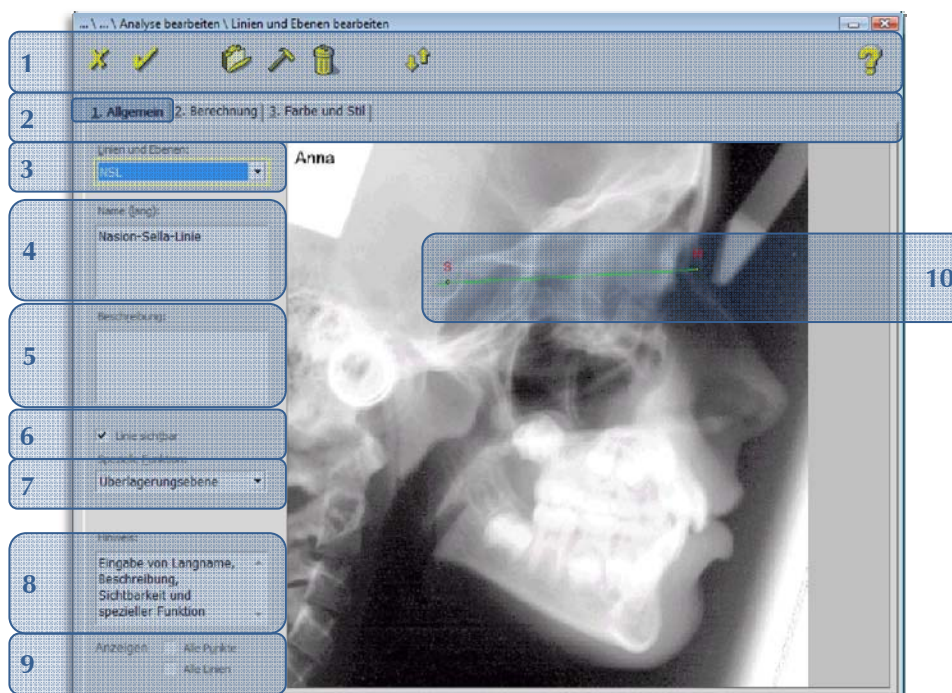 ... \ ... \ Analyse bearbeiten \ Linien und Ebenen bearbeiten
1
2
1. Allgemein 2. Berechnung 3. Farbe und Stil
3
Linien und Ebenen:
NSL
Anna
4
Name (lang):
Nasion-Sella-Linie
S
N
10
5
Beschreibung:
6
Linie sichtbar
7
Spezielle Funktion:
Überlagerungsebene
8
Hinweis:
Eingabe von Langname,
Beschreibung,
Sichtbarkeit und
spezieller Funktion
9
Anzeigen
Alle Punkte
Alle Linien